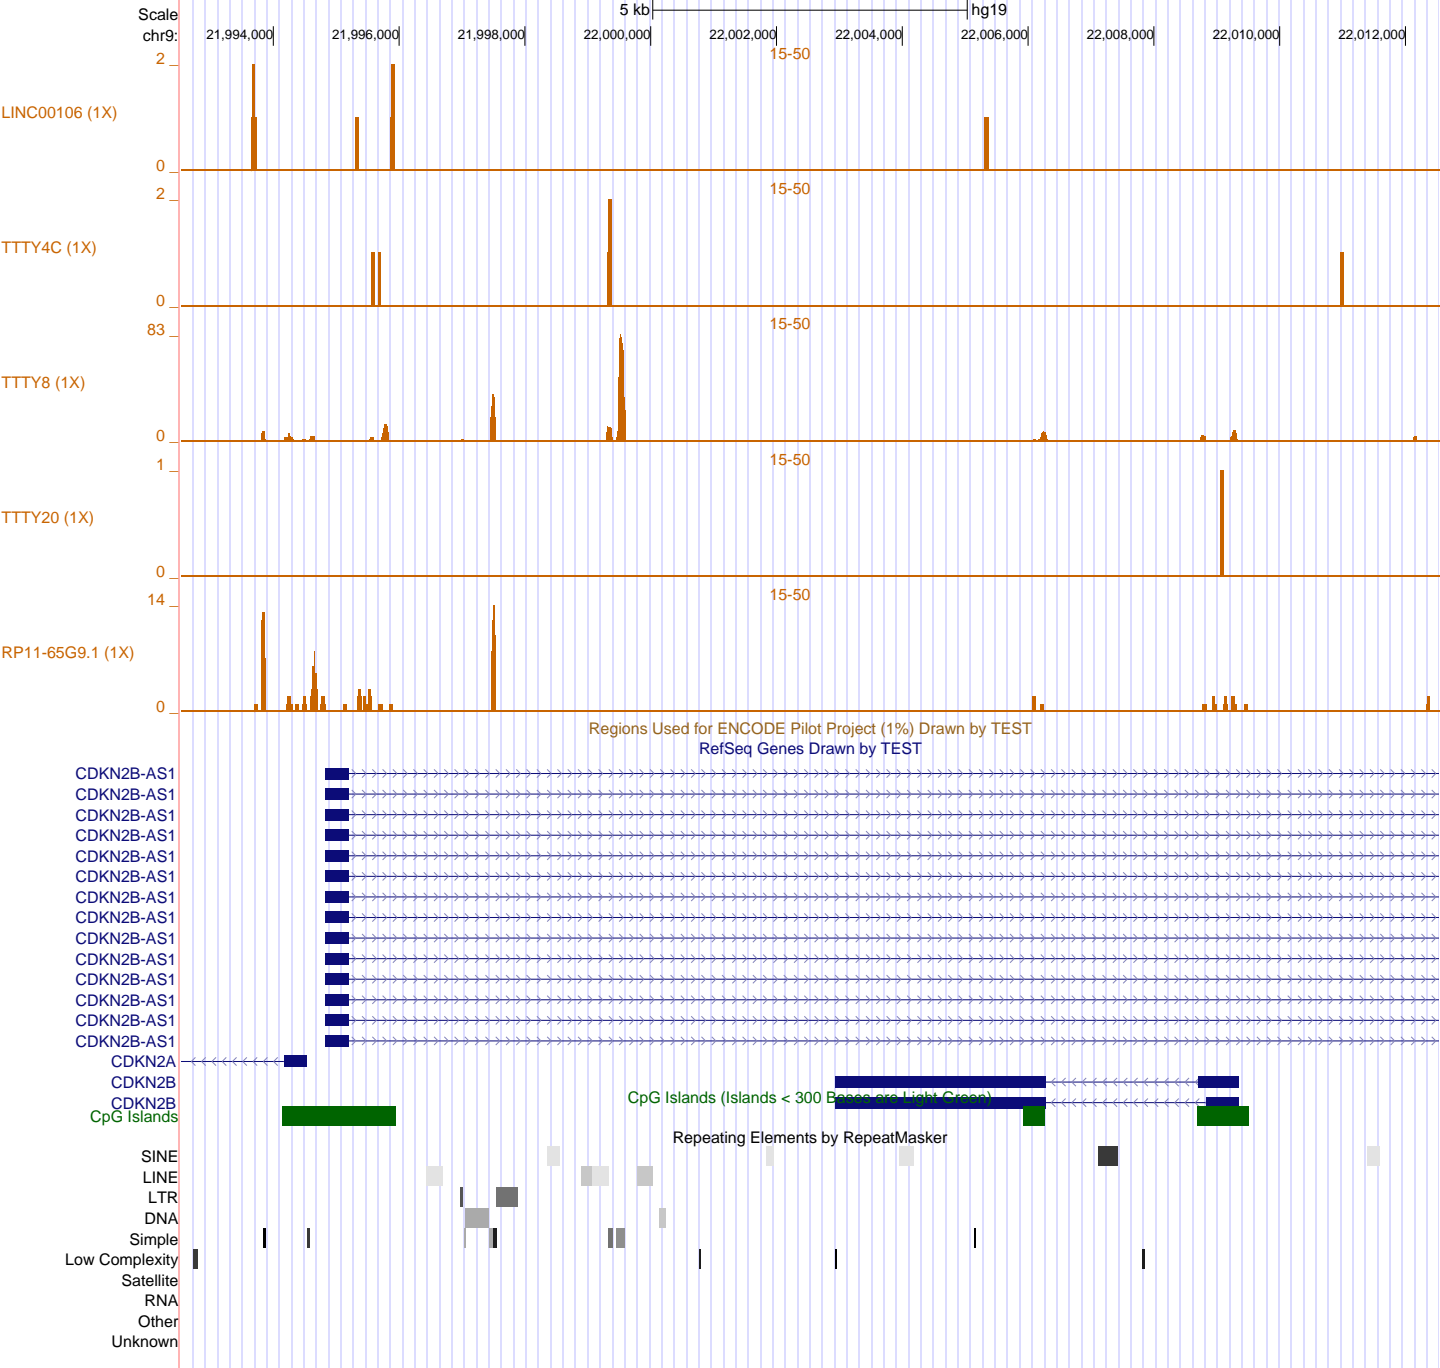 Scale 5 kb hg19
chr9: 21,994,000 21,996,000 21,998,000 22,000,000 22,002,000 22,004,000 22,006,000 22,008,000 22,010,000 22,012,000
15-50
2
LINC00106 (1X)
0
15-50
2
TTTY4C (1X)
0
15-50
83
TTTY8 (1X)
0
15-50
1
TTTY20 (1X)
0
15-50
14
RP11-65G9.1 (1X)
0
Regions Used for ENCODE Pilot Project (1%) Drawn by TEST
RefSeq Genes Drawn by TEST
CDKN2B-AS1
CDKN2B-AS1
CDKN2B-AS1
CDKN2B-AS1
CDKN2B-AS1
CDKN2B-AS1
CDKN2B-AS1
CDKN2B-AS1
CDKN2B-AS1
CDKN2B-AS1
CDKN2B-AS1
CDKN2B-AS1
CDKN2B-AS1
CDKN2B-AS1
CDKN2A
CDKN2B
CpG Islands (Islands < 300 Bases are Light Green)
CDKN2B
CpG Islands
Repeating Elements by RepeatMasker
SINE
LINE
LTR
DNA
Simple
Low Complexity
Satellite
RNA
Other
Unknown